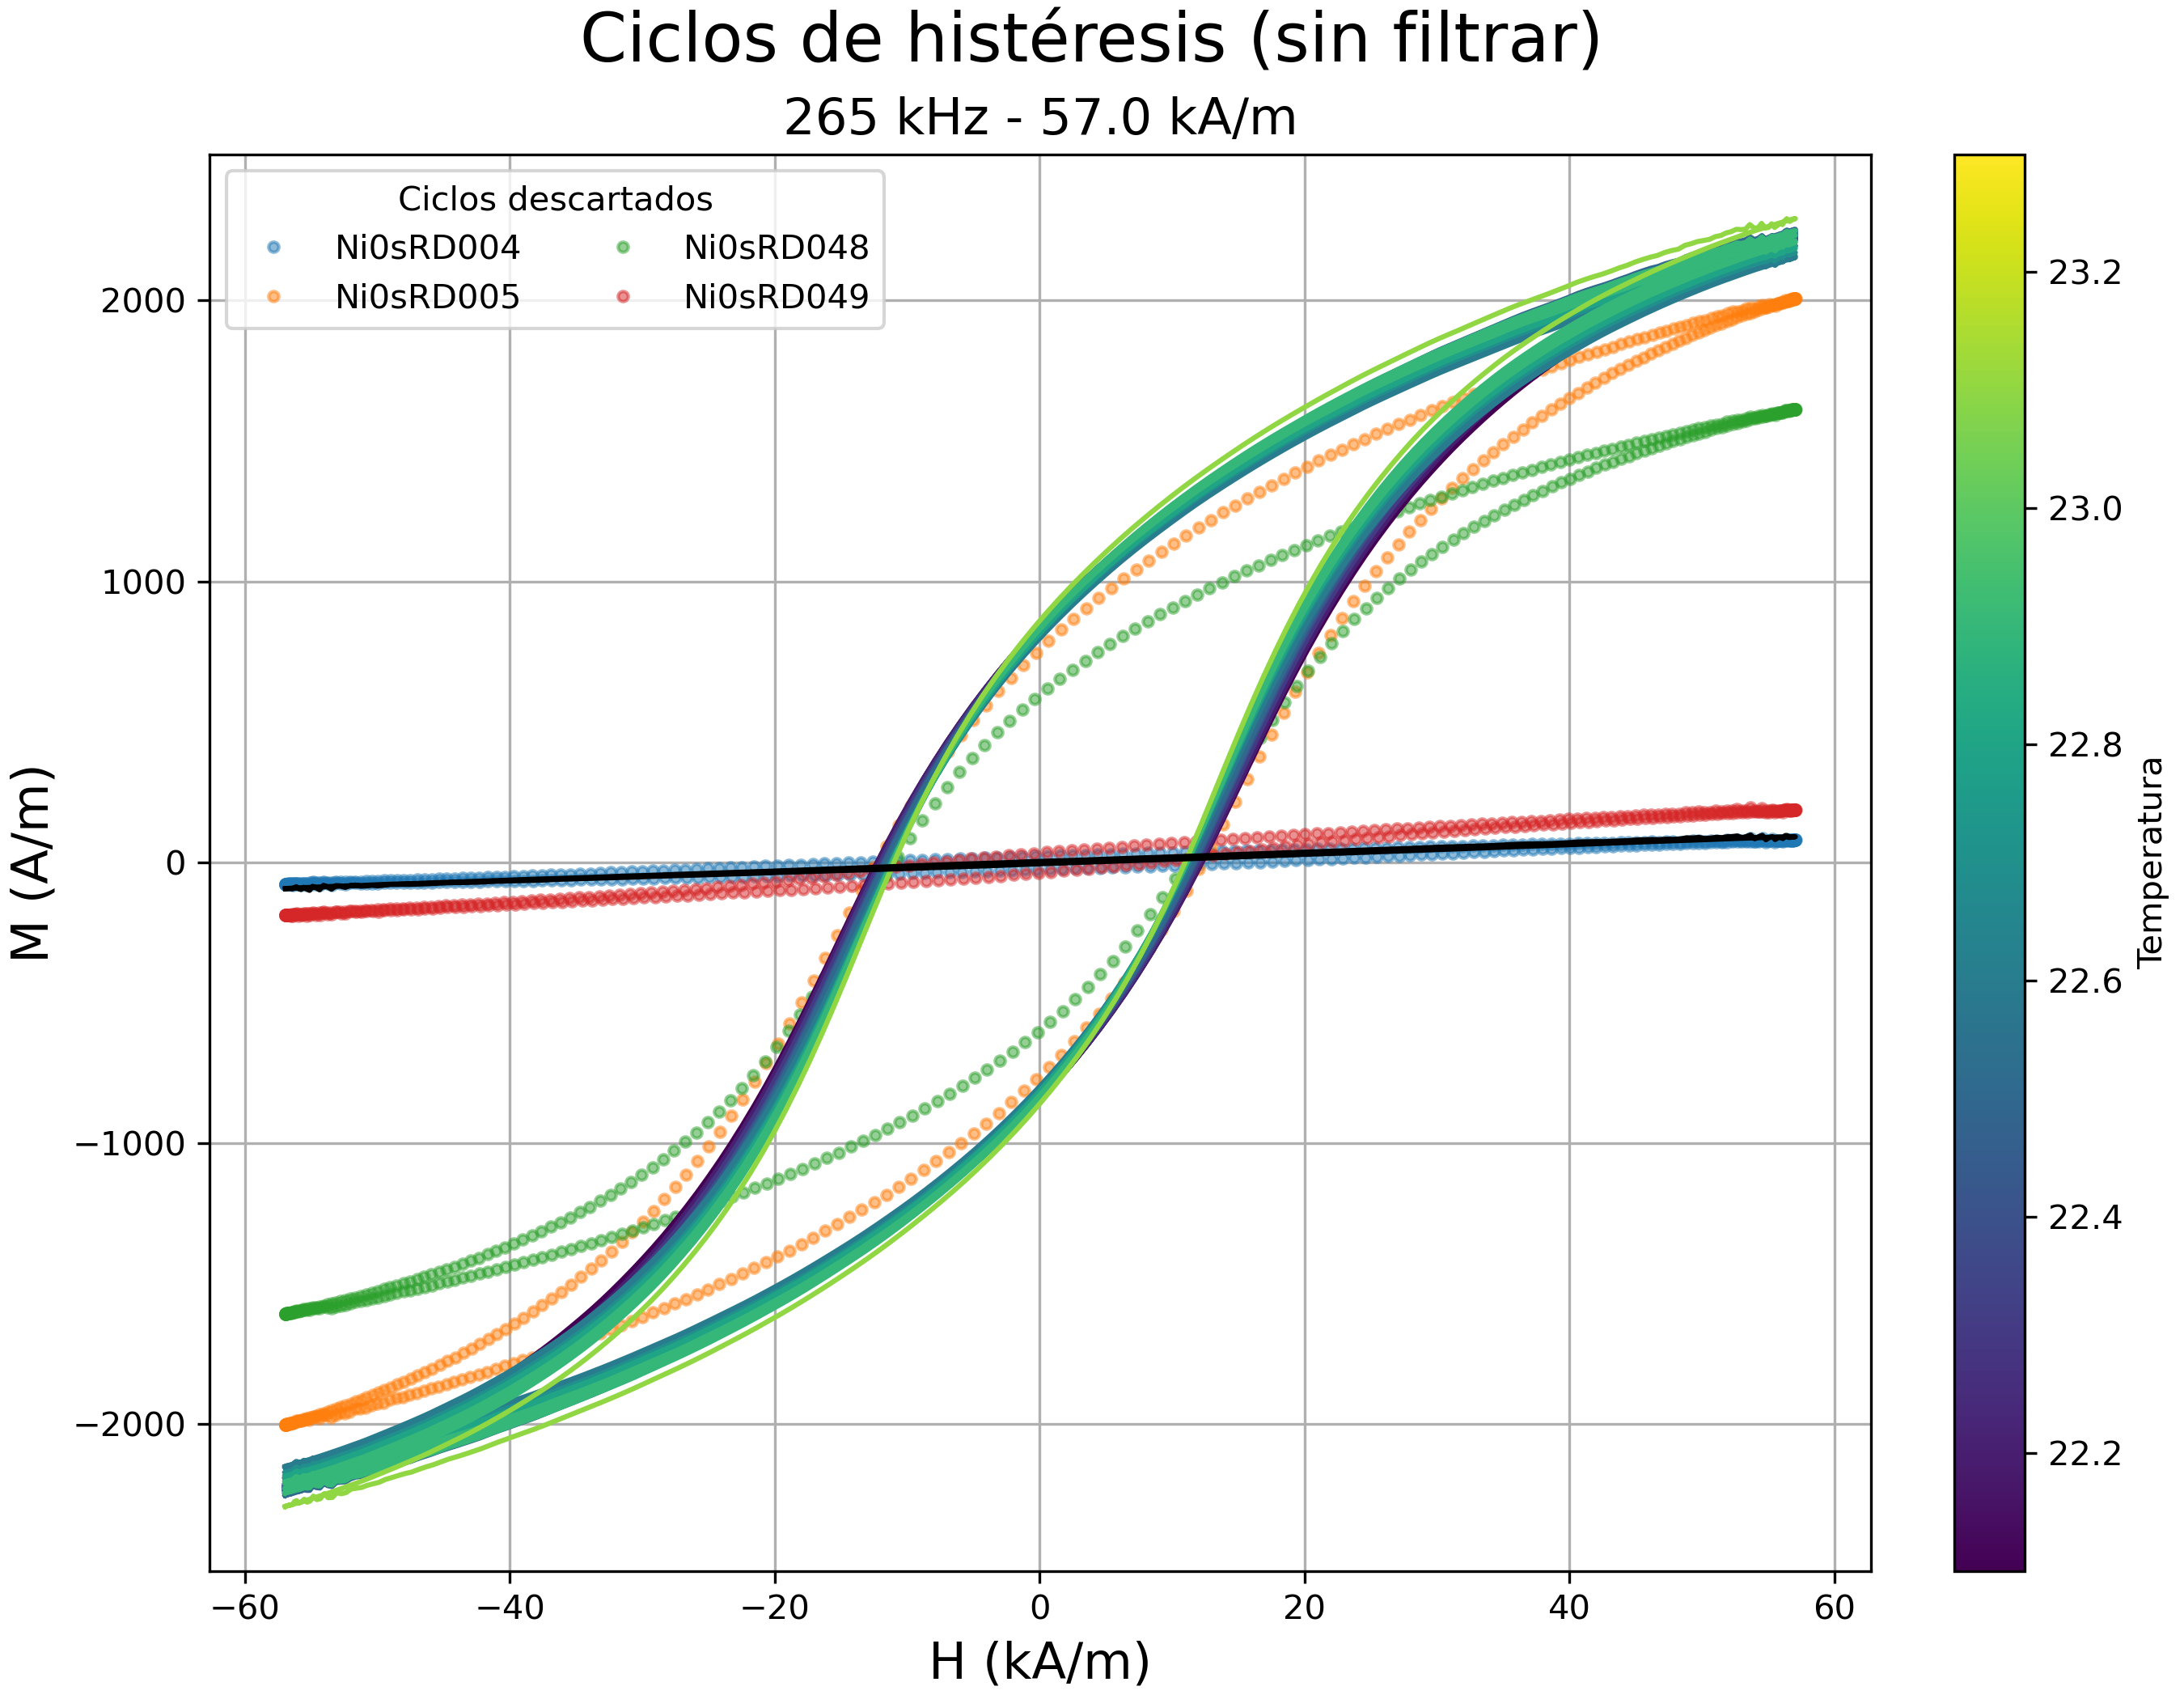 Ciclos de histéresis (sin filtrar)
265 kHz - 57.0 kA/m
Ciclos descartados
Ni0sRD004 Ni0sRD048
Ni0sRD005 Ni0sRD049
2000
1000
0
−1000
−2000
M (A/m)
−60 −40 −20 0 20 40 60
H (kA/m)
23.2
23.0
22.8
22.6
22.4
22.2
Temperatura